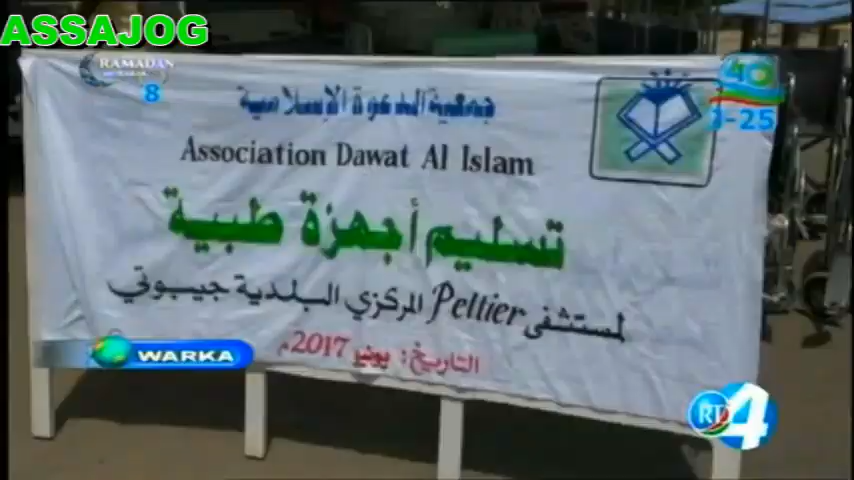 ASSAJOG
RAMADAN
8
40
J-25
جمعية الدعوة الإسلامية
Association Dawat Al Islam
تسليم أجهزة طبية
لمستشفى Peltier المركزي البلدية جيبوتي
التاريخ: يونيو 2017م
WARKA
RTD
4